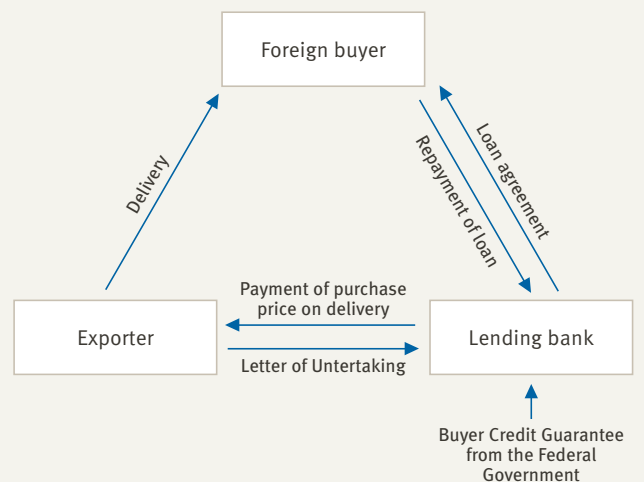 Foreign buyer
Delivery
Loan agreement
Repayment of loan
Payment of purchase
price on delivery
Exporter
Lending bank
Letter of Untertaking
Buyer Credit Guarantee
from the Federal
Government